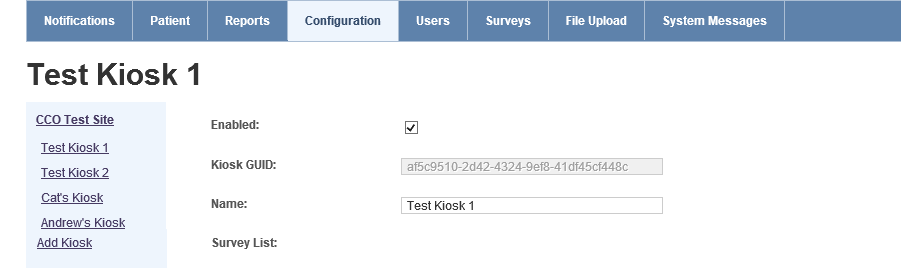 Notifications Patient Reports Configuration Users Surveys File Upload System Messages
Test Kiosk 1
CCO Test Site
Test Kiosk 1
Test Kiosk 2
Cat's Kiosk
Andrew's Kiosk
Add Kiosk
Enabled:
Kiosk GUID: af5c9510-2d42-4324-9ef8-41df45cf448c
Name: Test Kiosk 1
Survey List: